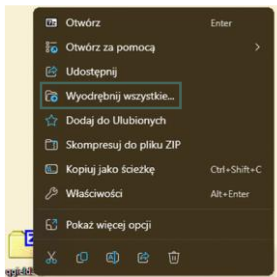 Otwórz Enter
Otwórz za pomocą
Udostępnij
Wyodrębnij wszystkie...
Dodaj do Ulubionych
Skompresuj do pliku ZIP
Kopiuj jako ścieżkę Ctrl+Shift+C
Właściwości Alt+Enter
Pokaż więcej opcji